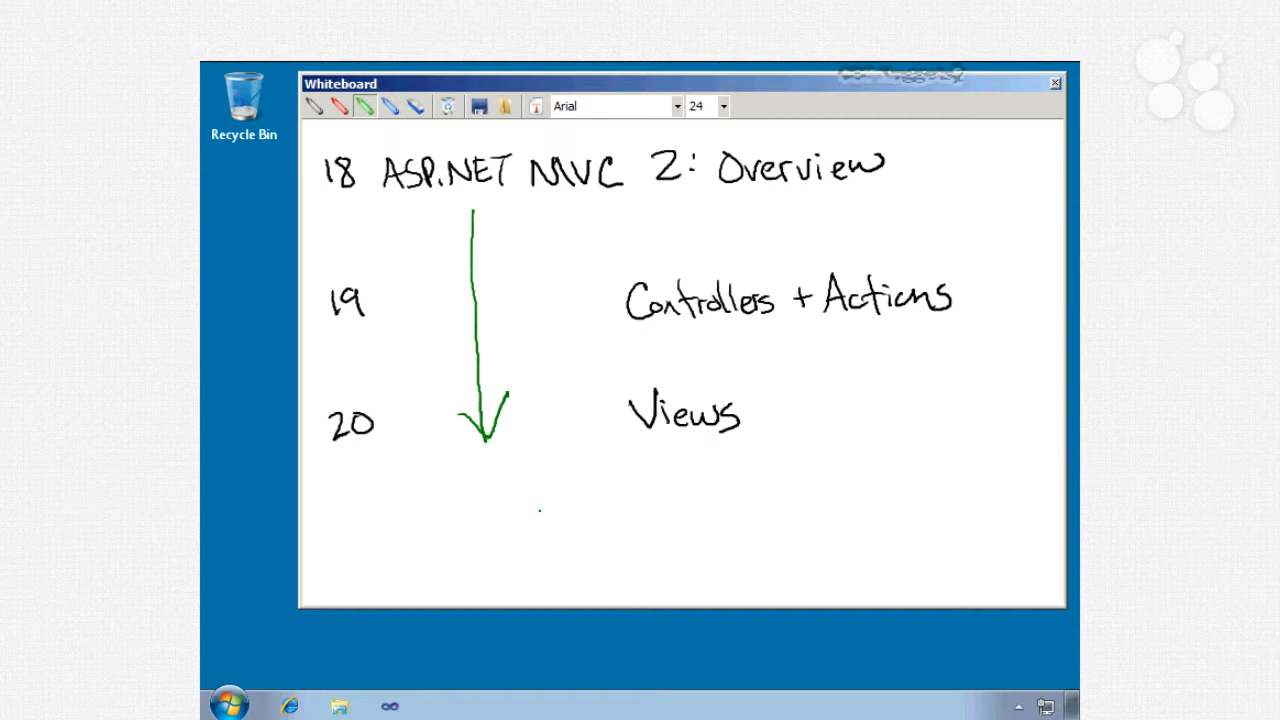 Whiteboard
Recycle Bin
Arial
24
18 ASP.NET MVC 2: Overview
19 Controllers + Actions
20 Views